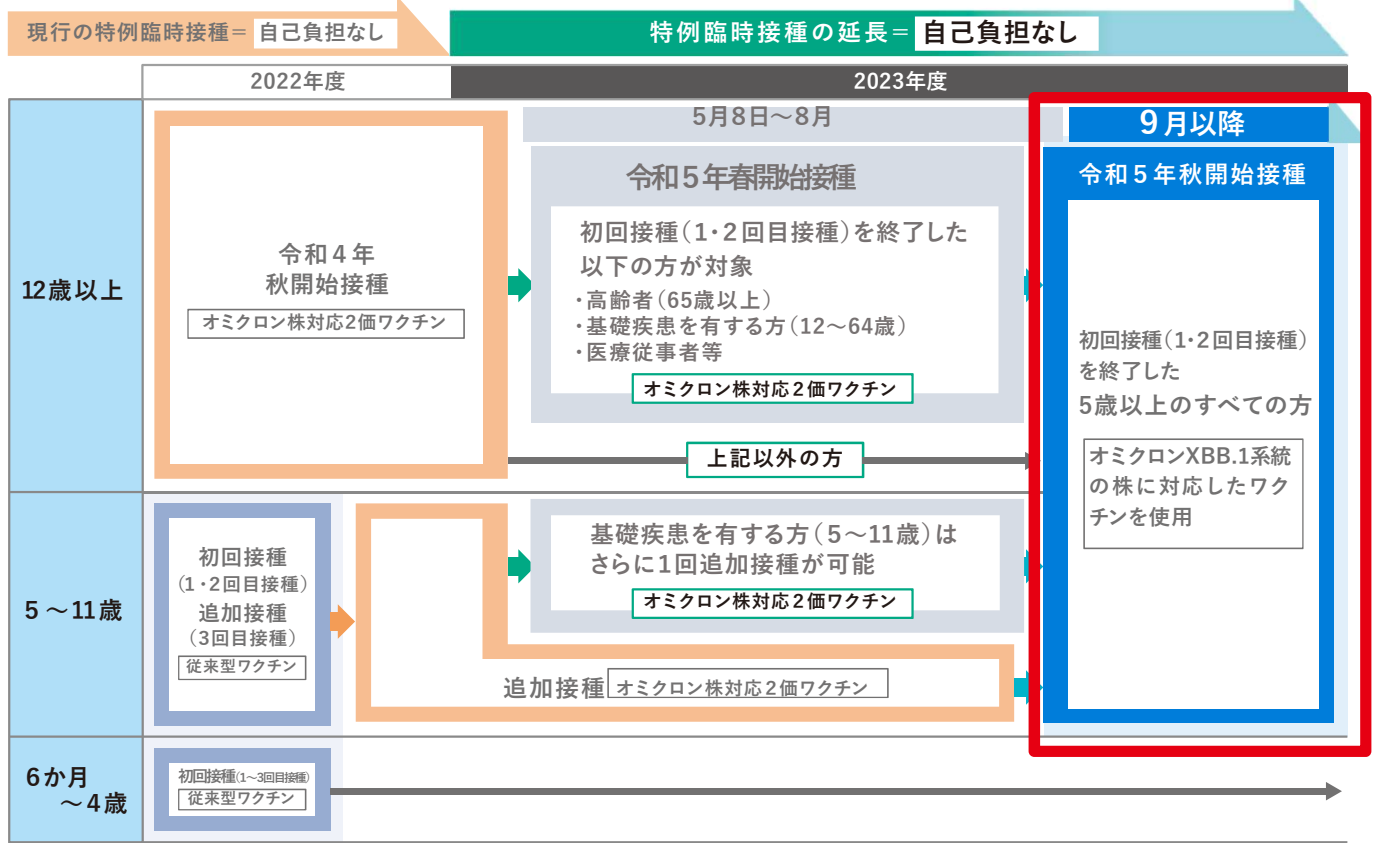 現行の特例臨時接種＝ 自己負担なし
特例臨時接種の延長＝ 自己負担なし
2022年度
2023年度
12歳以上
令和４年
秋開始接種
オミクロン株対応2価ワクチン
5月8日～8月
令和５年春開始接種
初回接種（1・２回目接種）を終了した
以下の方が対象
・高齢者（65歳以上）
・基礎疾患を有する方（12～64歳）
・医療従事者等
オミクロン株対応２価ワクチン
上記以外の方
９月以降
令和５年秋開始接種
初回接種（1・２回目接種）
を終了した
5歳以上のすべての方
オミクロンXBB.1系統
の株に対応したワク
チンを使用
5～11歳
初回接種
（1・2回目接種）
追加接種
（3回目接種）
従来型ワクチン
基礎疾患を有する方（5～11歳）は
さらに1回追加接種が可能
オミクロン株対応２価ワクチン
追加接種 オミクロン株対応２価ワクチン
6か月
～4歳
初回接種（1～3回目接種）
従来型ワクチン